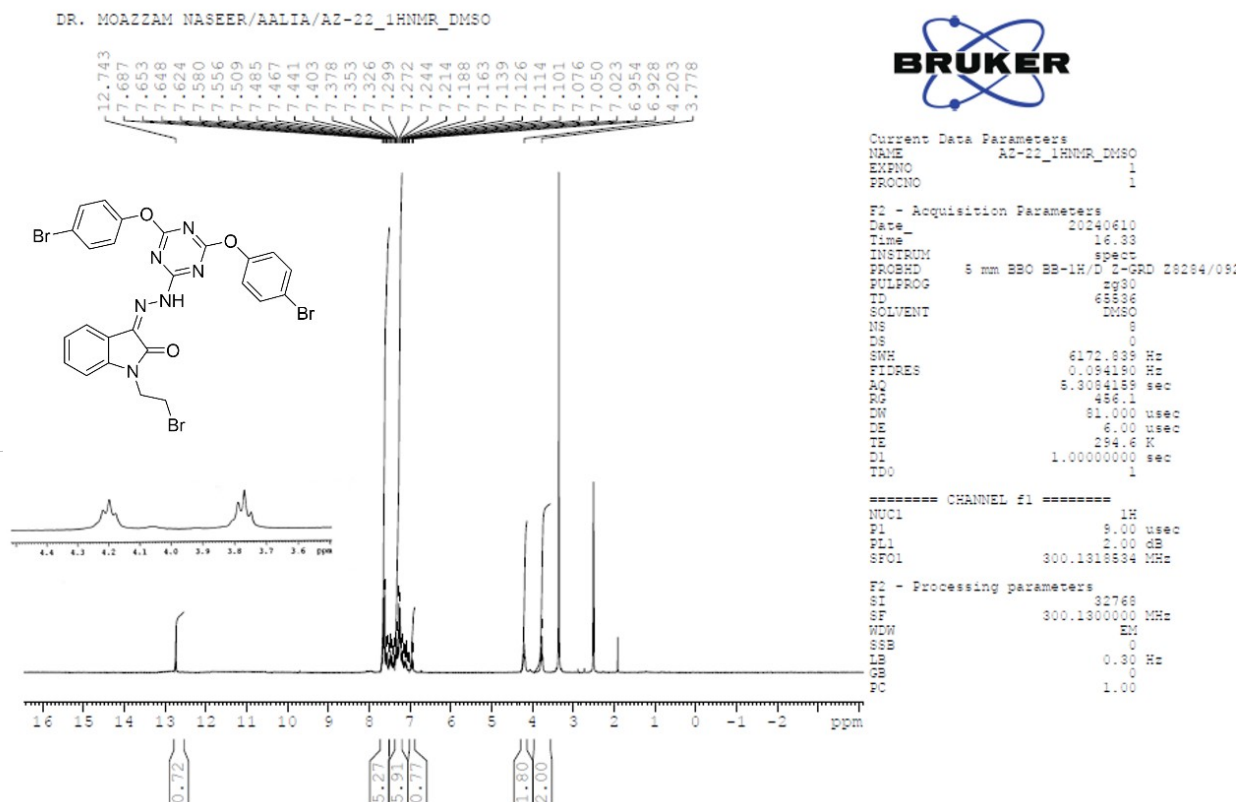 DR. MOAZZAM NASEER/AALIA/AZ-22_1HNMR_DMSO
12.743
7.687
7.653
7.648
7.624
7.580
7.556
7.509
7.485
7.467
7.441
7.403
7.378
7.353
7.326
7.299
7.272
7.244
7.214
7.188
7.163
7.139
7.126
7.114
7.101
7.076
7.050
7.023
6.954
6.928
4.203
3.778
BRUKER
Current Data Parameters
NAME AZ-22_1HNMR_DMSO
EXPNO 1
PROCNO 1
F2 - Acquisition Parameters
Date_ 20240610
Time 16.33
INSTRUM spect
PROBHD 5 mm BBO BB-1H/D Z-GRD Z8284/092
PULPROG zg30
TD 65536
SOLVENT DMSO
NS 8
DS 0
SWH 6172.839 Hz
FIDRES 0.094190 Hz
AQ 5.3084159 sec
RG 456.1
DW 81.000 usec
DE 6.00 usec
TE 294.6 K
D1 1.00000000 sec
TD0 1
======== CHANNEL f1 ========
NUC1 1H
P1 9.00 usec
PL1 2.00 dB
SFO1 300.1318534 MHz
F2 - Processing parameters
SI 32768
SF 300.1300000 MHz
WDW EM
SSB 0
LB 0.30 Hz
GB 0
PC 1.00
Br O N N O Br
N N
N NH
O
N
Br
4.4 4.3 4.2 4.1 4.0 3.9 3.8 3.7 3.6 ppm
16 15 14 13 12 11 10 9 8 7 6 5 4 3 2 1 0 -1 -2 ppm
0.72
5.27
5.91
0.77
1.80
2.00